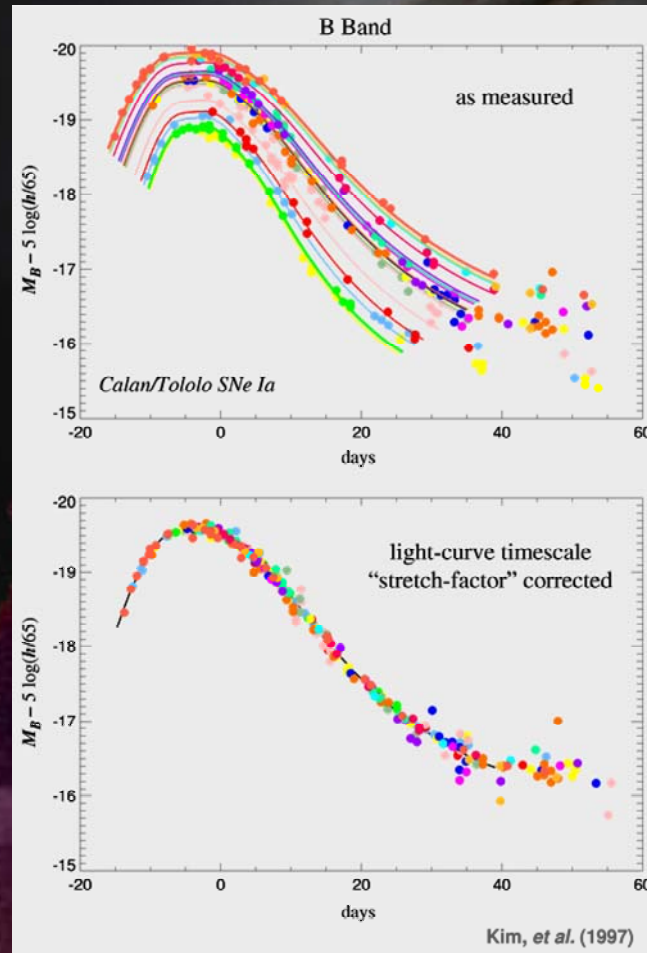 B Band
as measured
Calan/Tololo SNe Ia
M_B – 5 log(h/65)
-20
-19
-18
-17
-16
-15
-20 0 20 40 60
days
light-curve timescale
“stretch-factor” corrected
M_B – 5 log(h/65)
-20
-19
-18
-17
-16
-15
-20 0 20 40 60
days
Kim, et al. (1997)